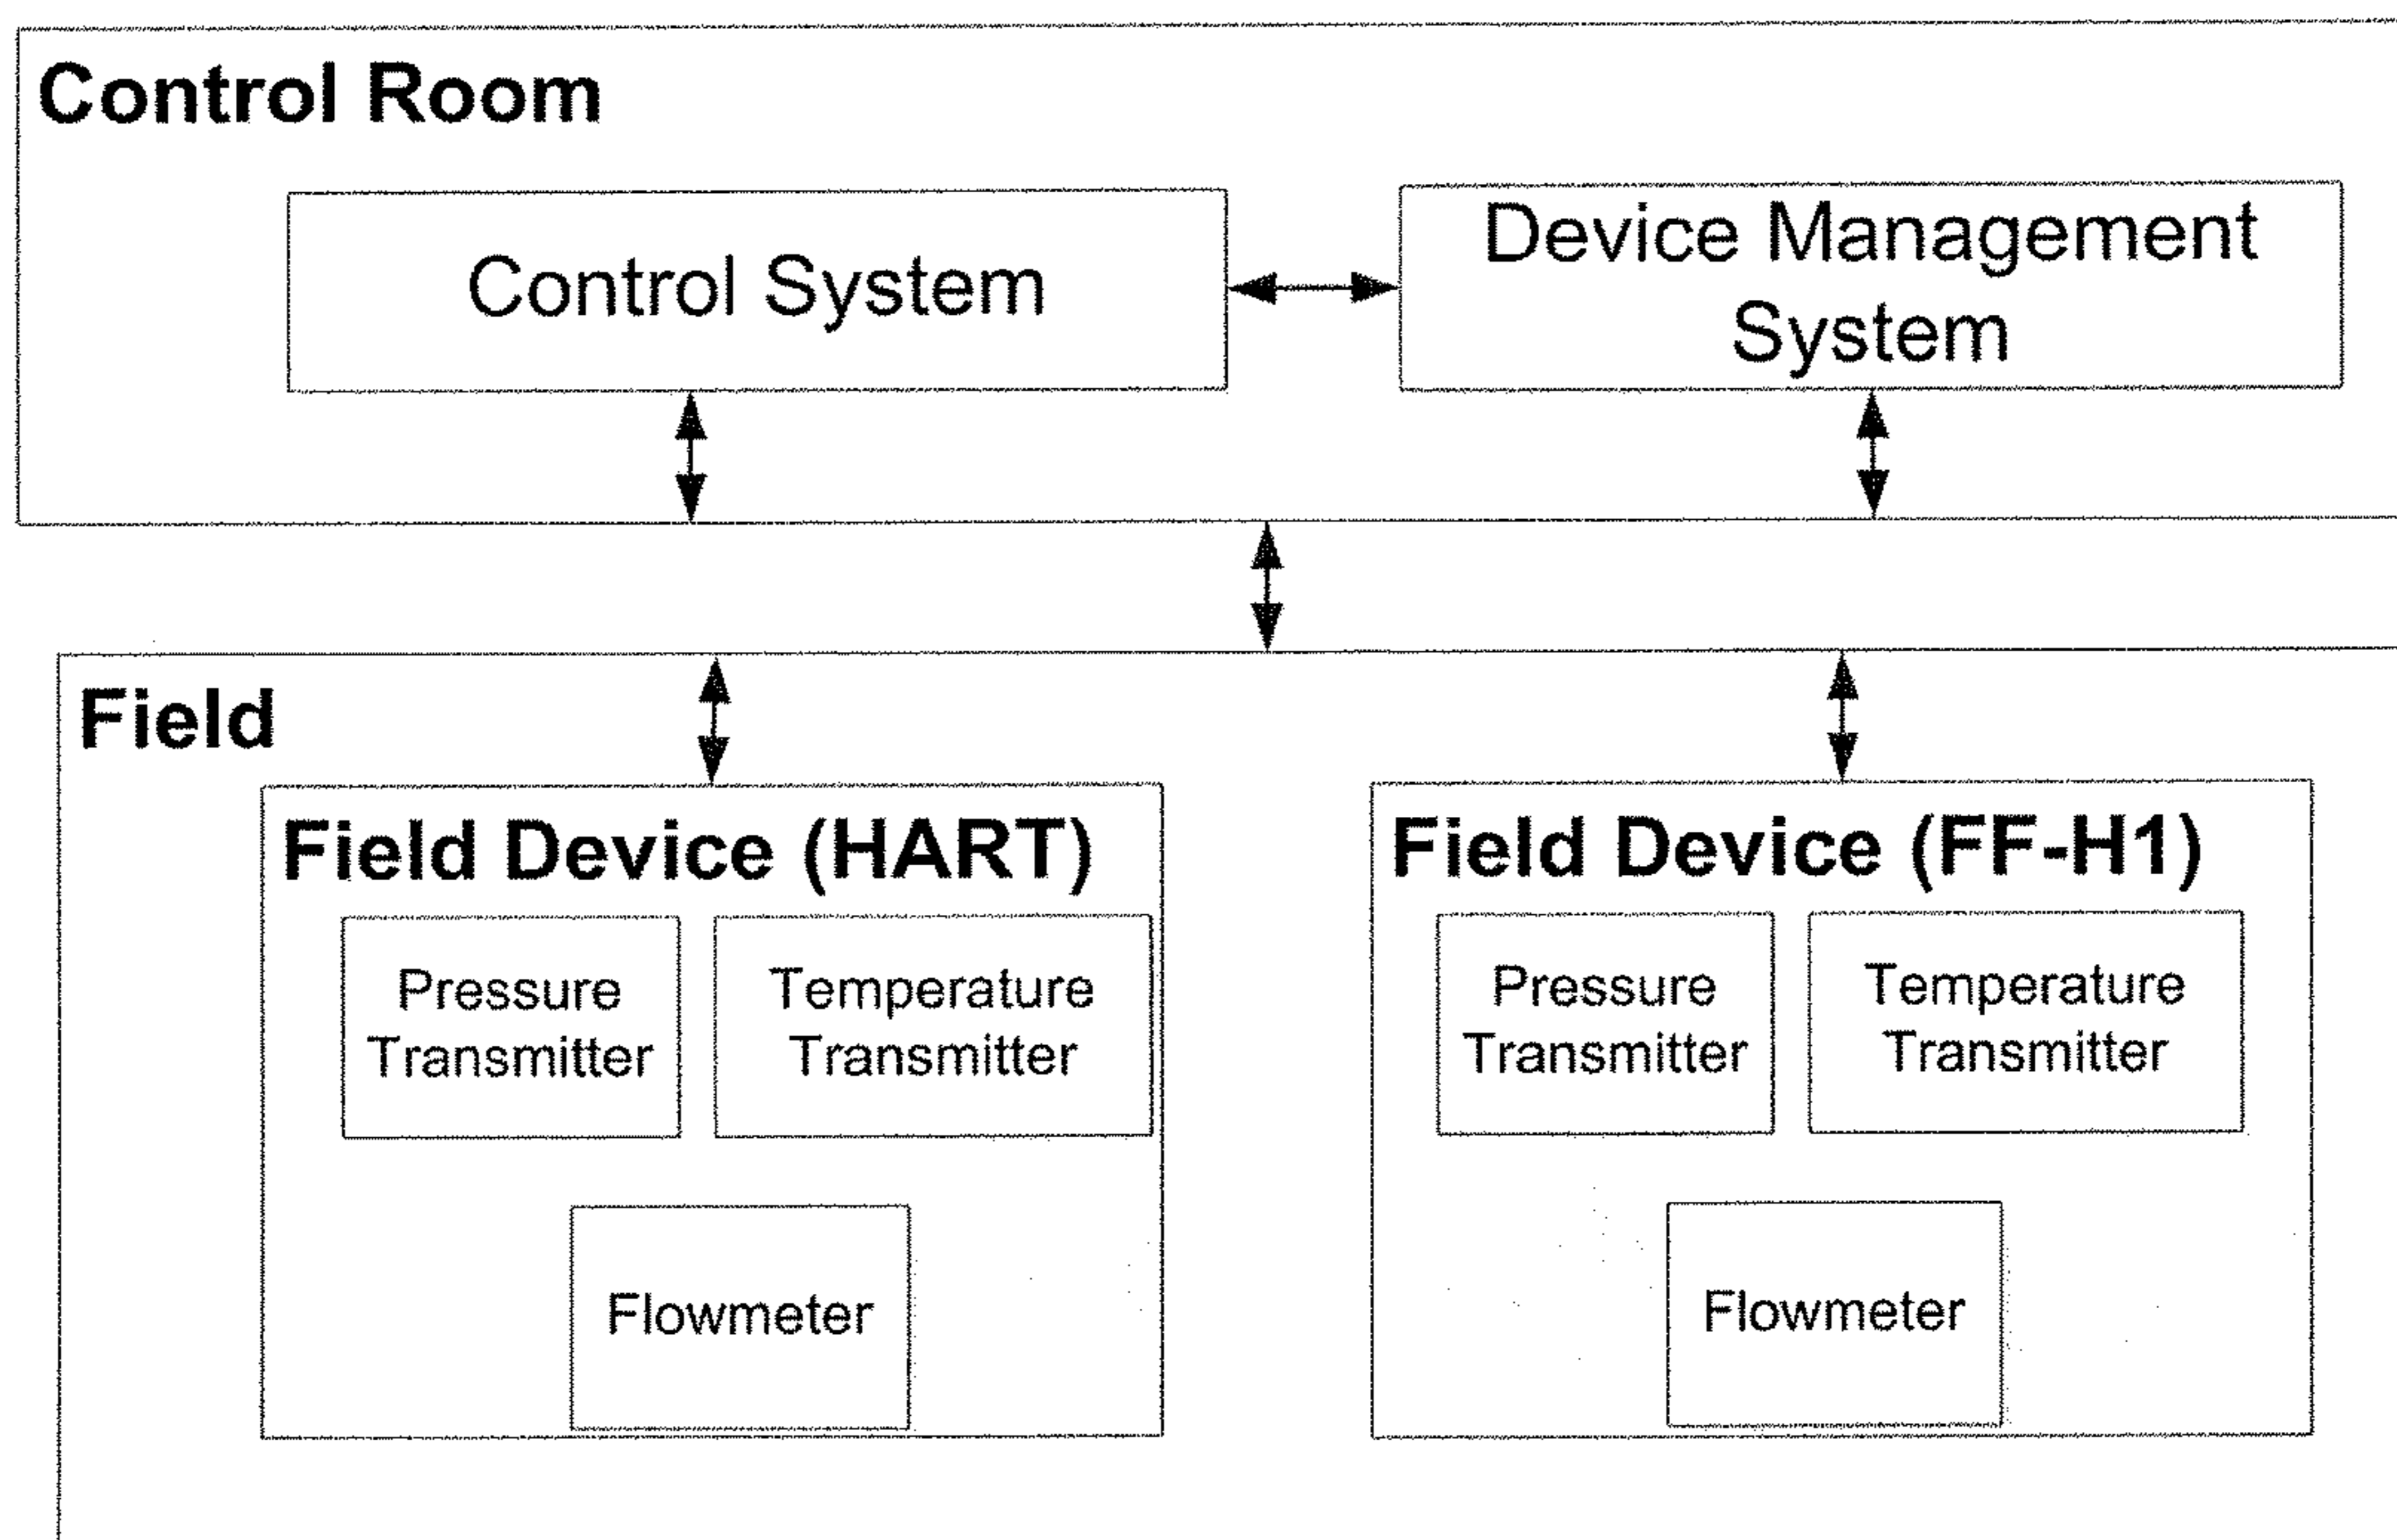 Control Room
Control System
Device Management
System
Field
Field Device (HART)
Pressure
Transmitter
Temperature
Transmitter
Flowmeter
Field Device (FF-H1)
Pressure
Transmitter
Temperature
Transmitter
Flowmeter